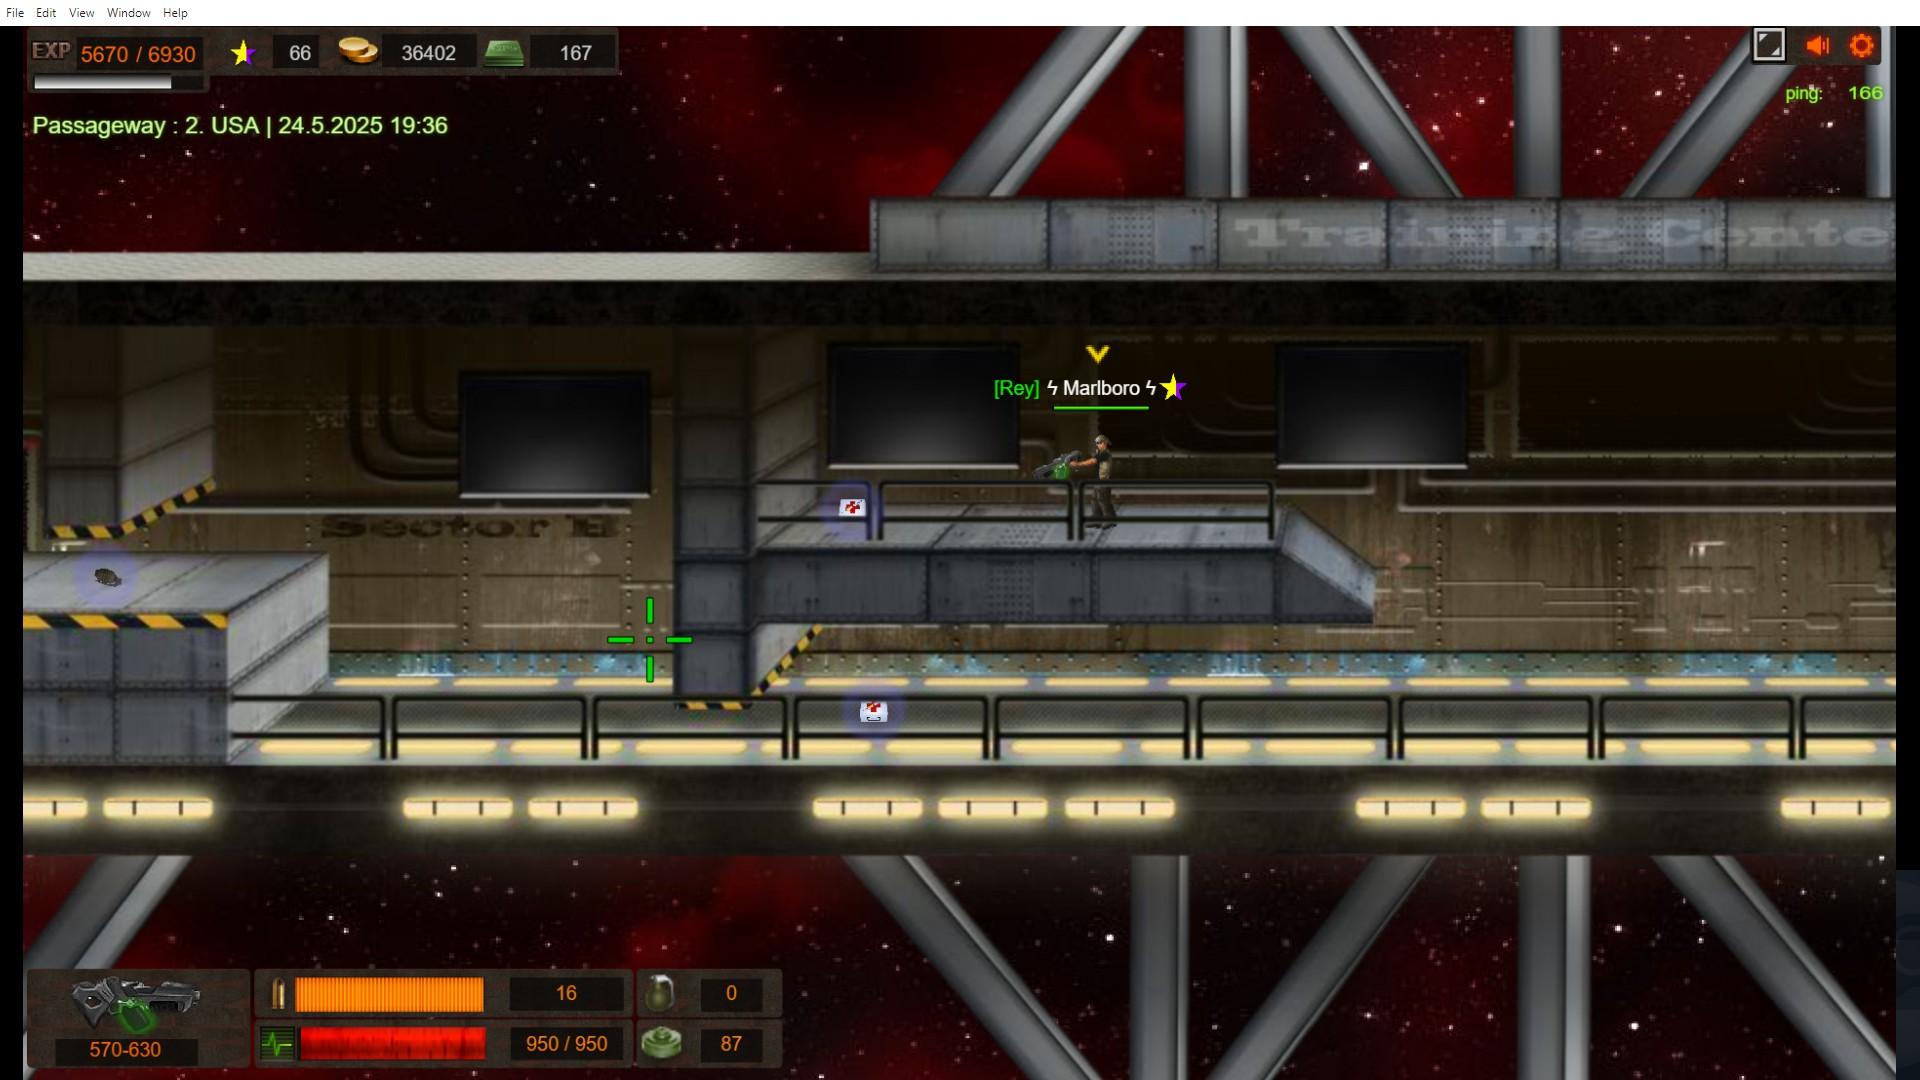 File Edit View Window Help
EXP 5670 / 6930 66 36402 167
ping: 166
Passageway : 2. USA | 24.5.2025 19:36
Training Cente
[Rey] ϟ Marlboro ϟ
Sector B
16 0
570-630 950 / 950 87